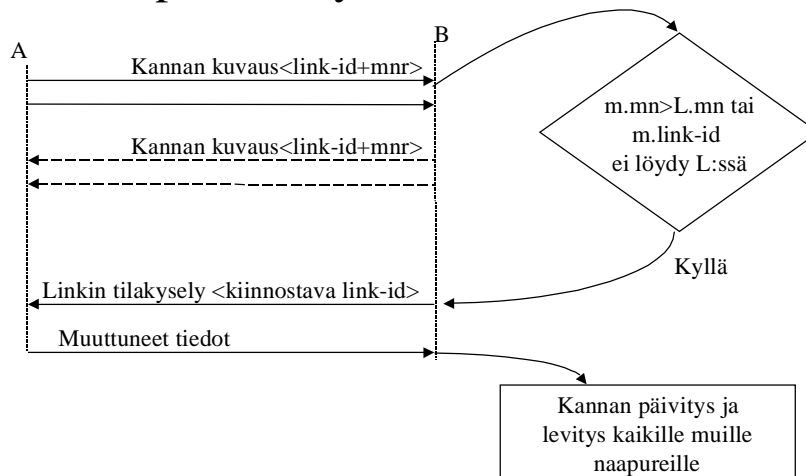 A
B
Kannan kuvaus<link-id+mnr>
m.mn>L.mn tai
m.link-id
ei löydy L:ssä
Kannan kuvaus<link-id+mnr>
Kyllä
Linkin tilakysely <kiinnostava link-id>
Muuttuneet tiedot
Kannan päivitys ja
levitys kaikille muille
naapureille